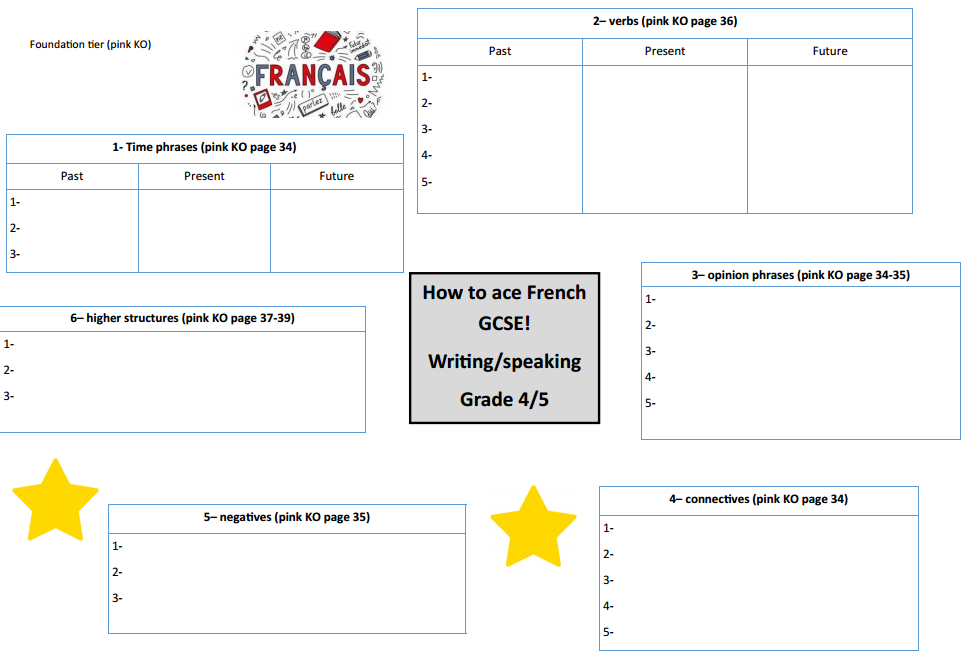 Foundation tier (pink KO)
FRANÇAIS
parlez
belle
2– verbs (pink KO page 36)
Past Present Future
1-
2-
3-
4-
5-
1- Time phrases (pink KO page 34)
Past Present Future
1-
2-
3-
How to ace French
GCSE!
Writing/speaking
Grade 4/5
3– opinion phrases (pink KO page 34-35)
1-
2-
3-
4-
5-
6– higher structures (pink KO page 37-39)
1-
2-
3-
4– connectives (pink KO page 34)
1-
2-
3-
4-
5-
5– negatives (pink KO page 35)
1-
2-
3-